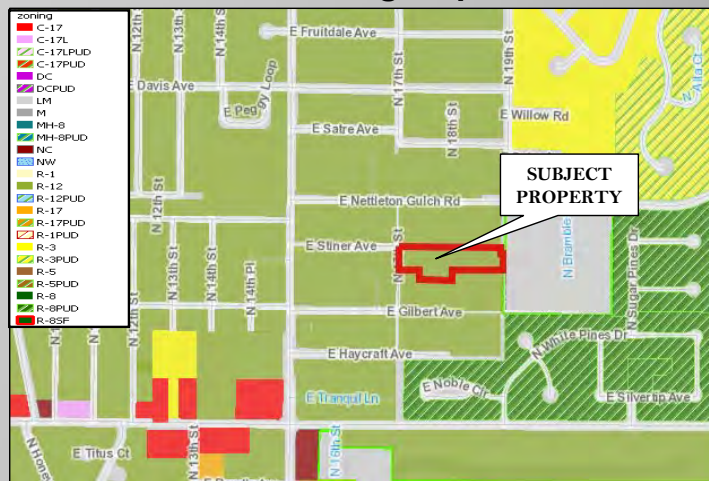 zoning
C-17
C-17L
C-17LPUD
C-17PUD
DC
DCPUD
LM
M
MH-8
MH-8PUD
NC
NW
R-1
R-12
R-12PUD
R-17
R-17PUD
R-1PUD
R-3
R-3PUD
R-5
R-5PUD
R-8
R-8PUD
R-8SF
N 12th St
N 13th St
N 14th St
E Fruitdale Ave
N 17th St
N 19th St
N Alta Ct
E Davis Ave
E Peggy Loop
E Satre Ave
N 18th St
E Willow Rd
SUBJECT
PROPERTY
N 12th St
E Nettleton Gulch Rd
E Stiner Ave
N Bramble
N Sugar Pines Dr
N 13th St
N 14th St
N 14th Pl
N 12th St
E Gilbert Ave
N White Pines Dr
E Haycraft Ave
E Noble Cir
E Silvertip Ave
E Tranquil Ln
E Titus Ct
N 13th St
N 16th St